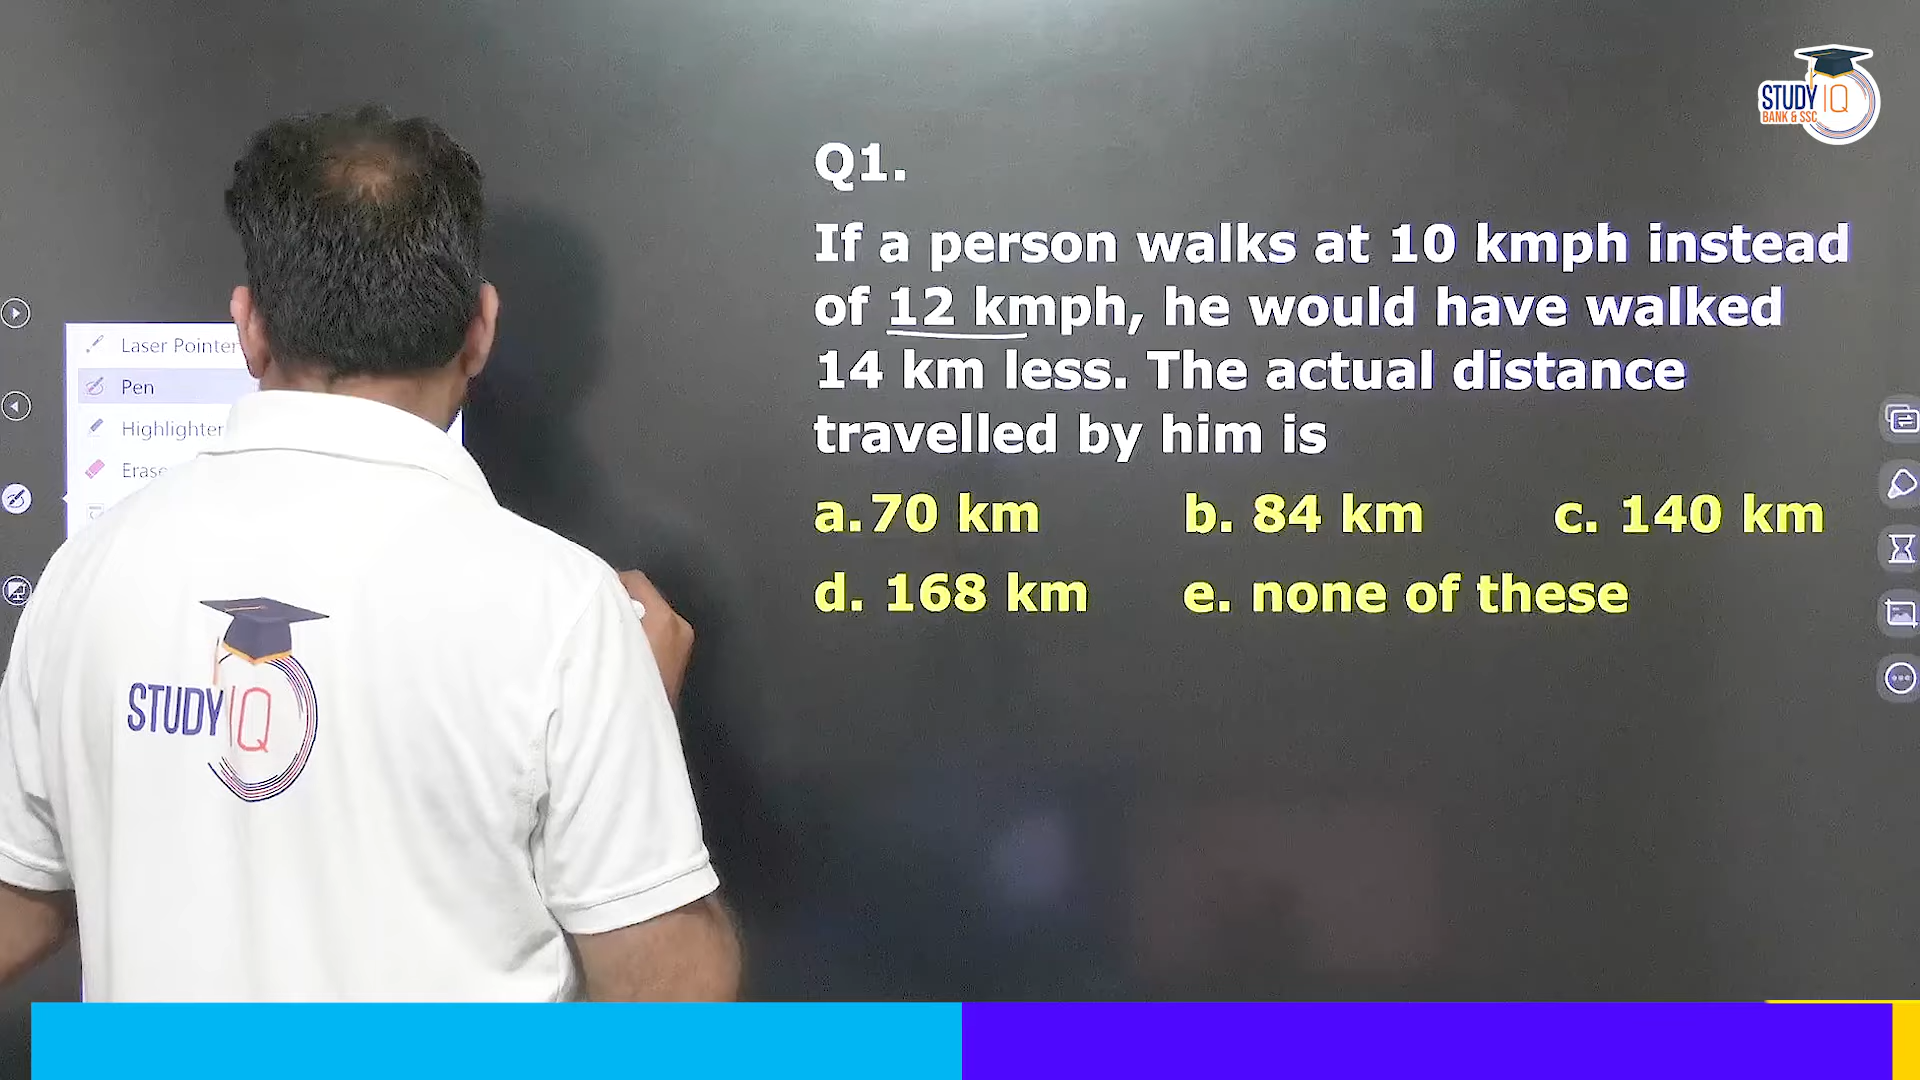 STUDY IQ
BANK & SSC
Q1.
If a person walks at 10 kmph instead
of 12 kmph, he would have walked
14 km less. The actual distance
travelled by him is
a. 70 km b. 84 km c. 140 km
d. 168 km e. none of these
Laser Pointer
Pen
Highlighter
Erase
STUDY IQ